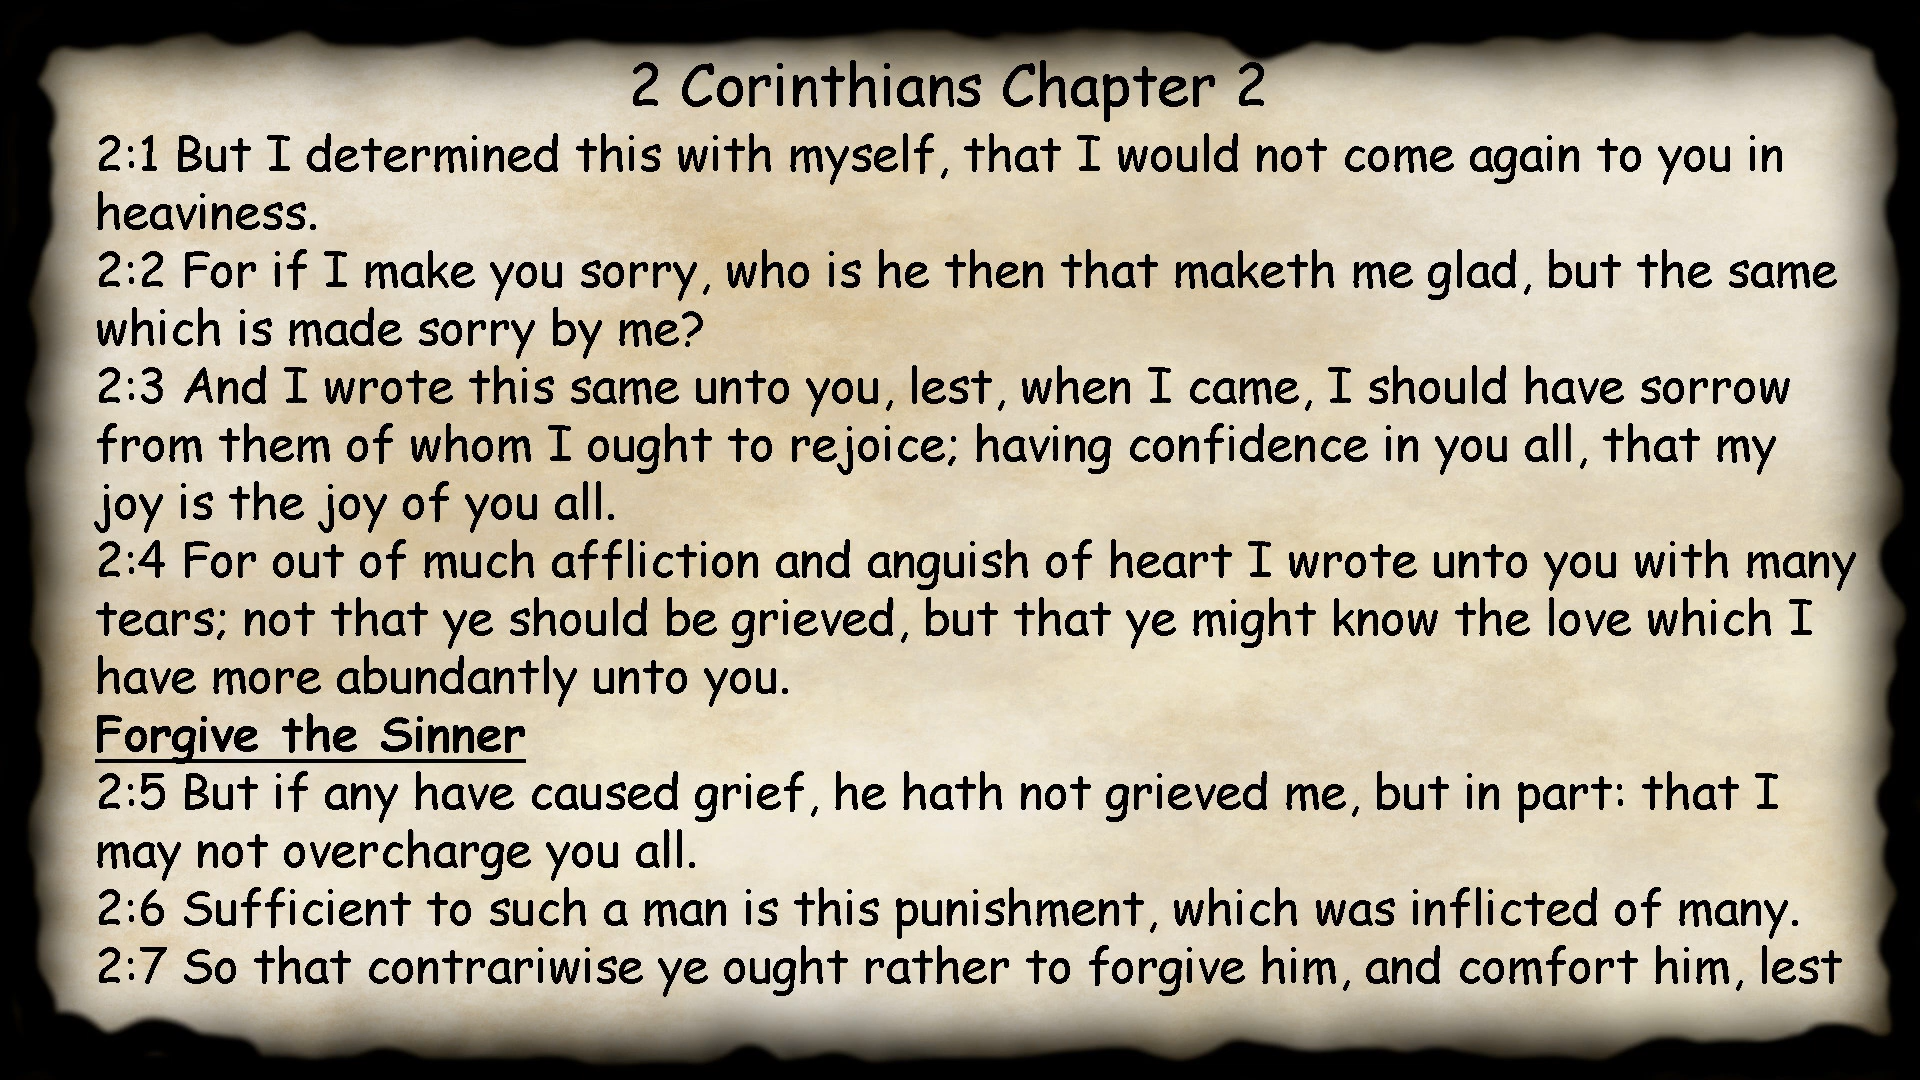 2 Corinthians Chapter 2
2:1 But I determined this with myself, that I would not come again to you in
heaviness.
2:2 For if I make you sorry, who is he then that maketh me glad, but the same
which is made sorry by me?
2:3 And I wrote this same unto you, lest, when I came, I should have sorrow
from them of whom I ought to rejoice; having confidence in you all, that my
joy is the joy of you all.
2:4 For out of much affliction and anguish of heart I wrote unto you with many
tears; not that ye should be grieved, but that ye might know the love which I
have more abundantly unto you.
Forgive the Sinner
2:5 But if any have caused grief, he hath not grieved me, but in part: that I
may not overcharge you all.
2:6 Sufficient to such a man is this punishment, which was inflicted of many.
2:7 So that contrariwise ye ought rather to forgive him, and comfort him, lest